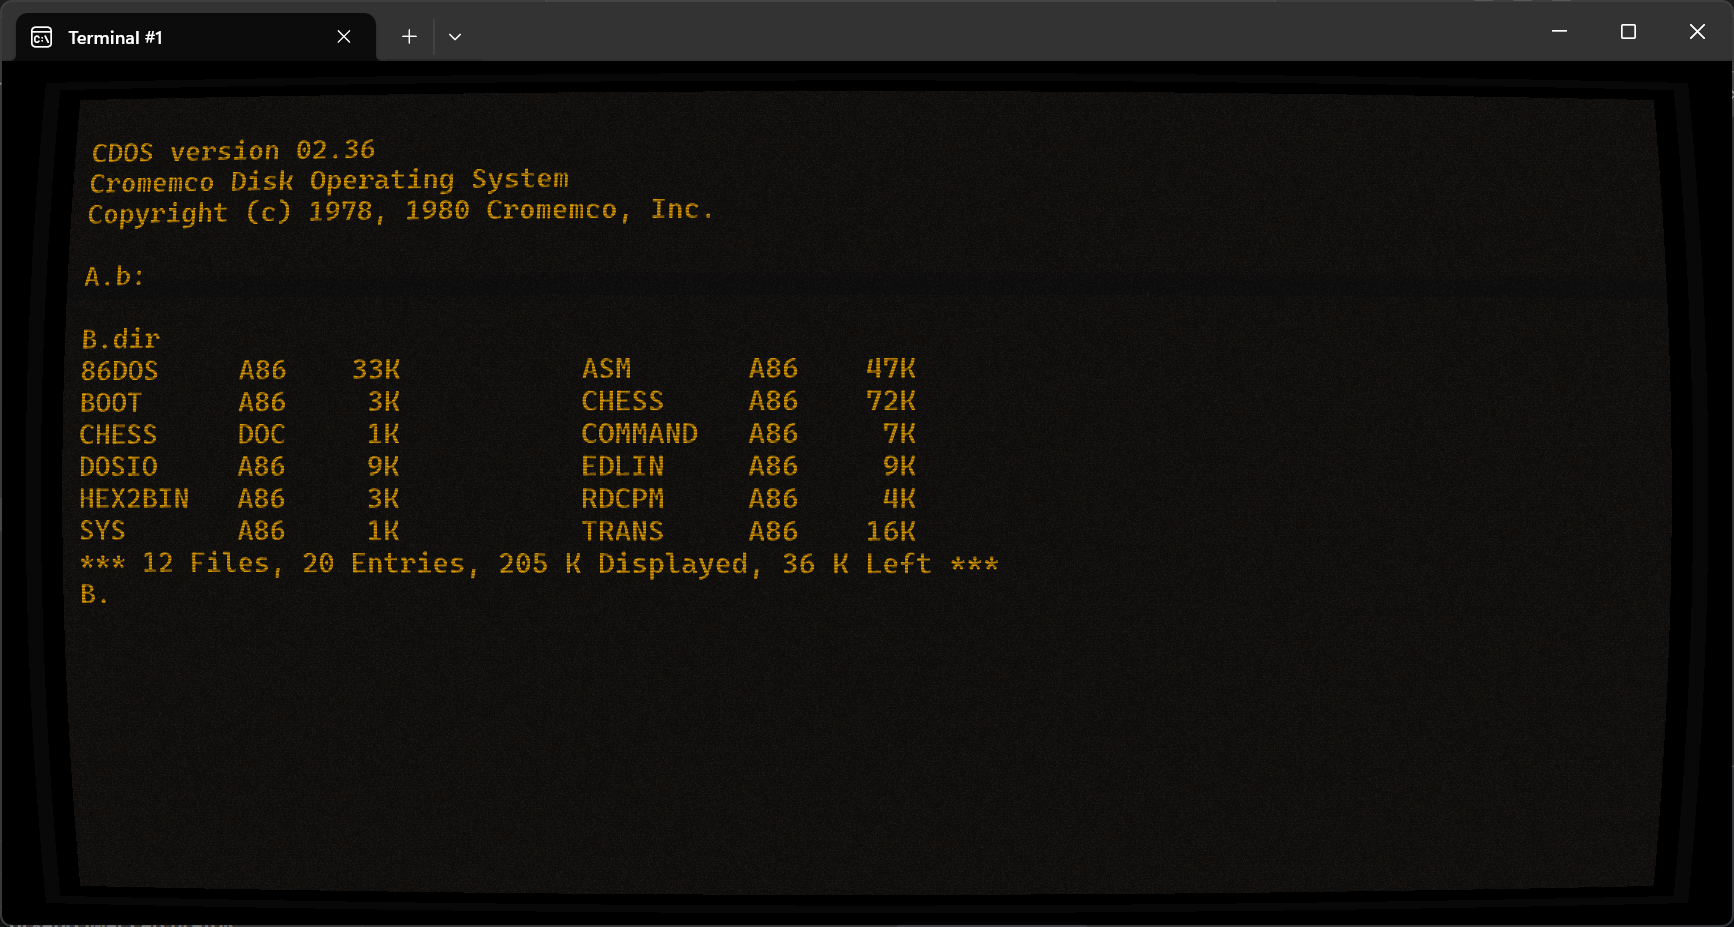 Terminal #1
CDOS version 02.36
Cromemco Disk Operating System
Copyright (c) 1978, 1980 Cromemco, Inc.
A.b:
B.dir
86DOS     A86    33K            ASM       A86    47K
BOOT      A86     3K            CHESS     A86    72K
CHESS     DOC     1K            COMMAND   A86     7K
DOSIO     A86     9K            EDLIN     A86     9K
HEX2BIN   A86     3K            RDCPM     A86     4K
SYS       A86     1K            TRANS     A86    16K
*** 12 Files, 20 Entries, 205 K Displayed, 36 K Left ***
B.